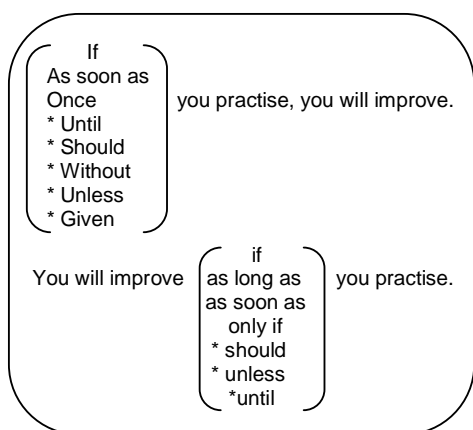 If
As soon as
Once you practise, you will improve.
* Until
* Should
* Without
* Unless
* Given
if
You will improve as long as you practise.
as soon as
only if
* should
* unless
*until